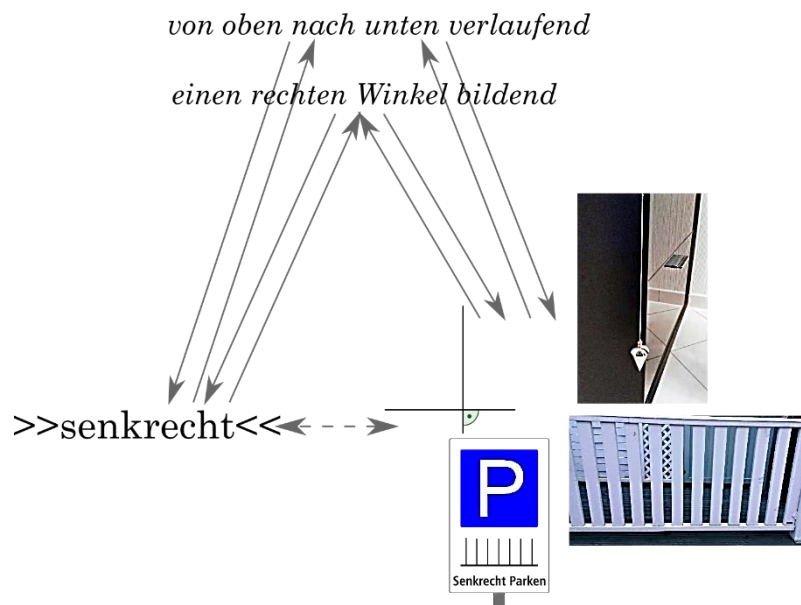 von oben nach unten verlaufend
einen rechten Winkel bildend
>>senkrecht<<
P
Senkrecht Parken